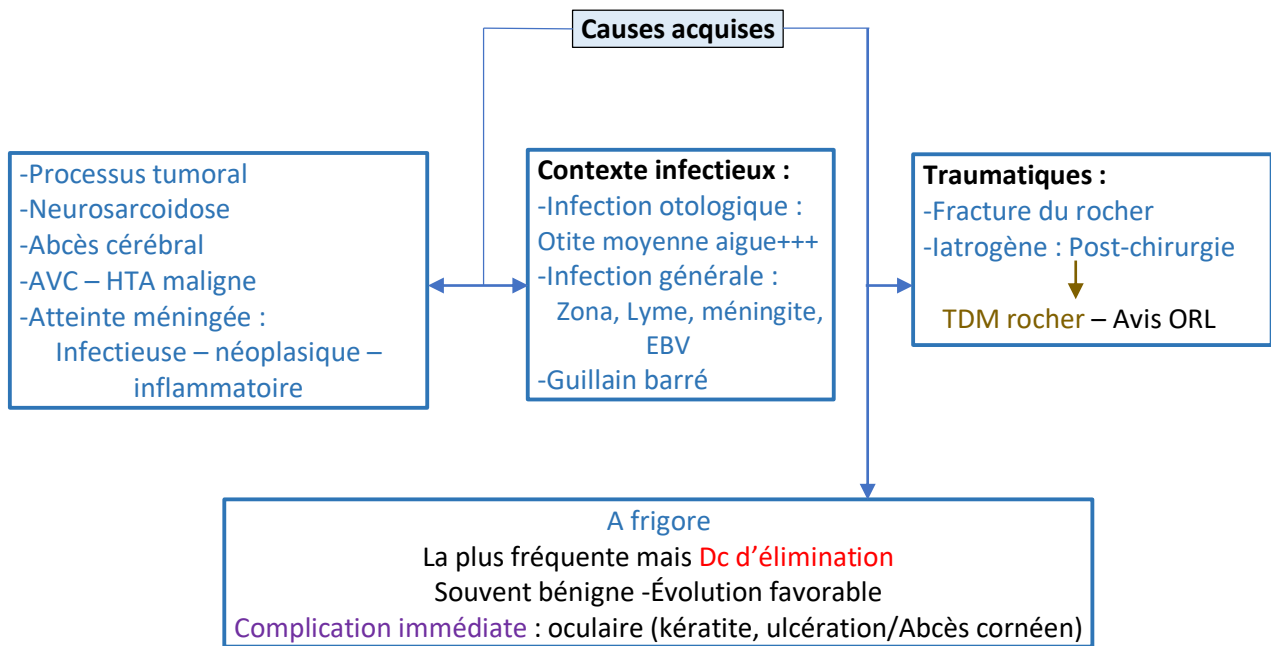 Causes acquises
-Processus tumoral
-Neurosarcoidose
-Abcès cérébral
-AVC – HTA maligne
-Atteinte méningée :
Infectieuse – néoplasique –
inflammatoire
Contexte infectieux :
-Infection otologique :
Otite moyenne aigue+++
-Infection générale :
Zona, Lyme, méningite,
EBV
-Guillain barré
Traumatiques :
-Fracture du rocher
-Iatrogène : Post-chirurgie
TDM rocher – Avis ORL
A frigore
La plus fréquente mais Dc d'élimination
Souvent bénigne -Évolution favorable
Complication immédiate : oculaire (kératite, ulcération/Abcès cornéen)